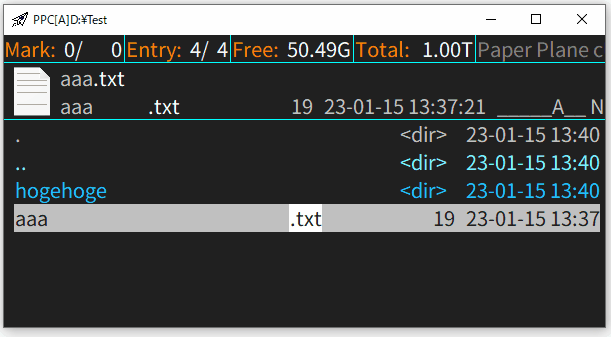 PPC[A]D:¥Test
Mark: 0/ 0 Entry: 4/ 4 Free: 50.49G Total: 1.00T Paper Plane c
aaa.txt
aaa .txt 19 23-01-15 13:37:21 _____A__ N
. <dir> 23-01-15 13:40
.. <dir> 23-01-15 13:40
hogehoge <dir> 23-01-15 13:40
aaa .txt 19 23-01-15 13:37